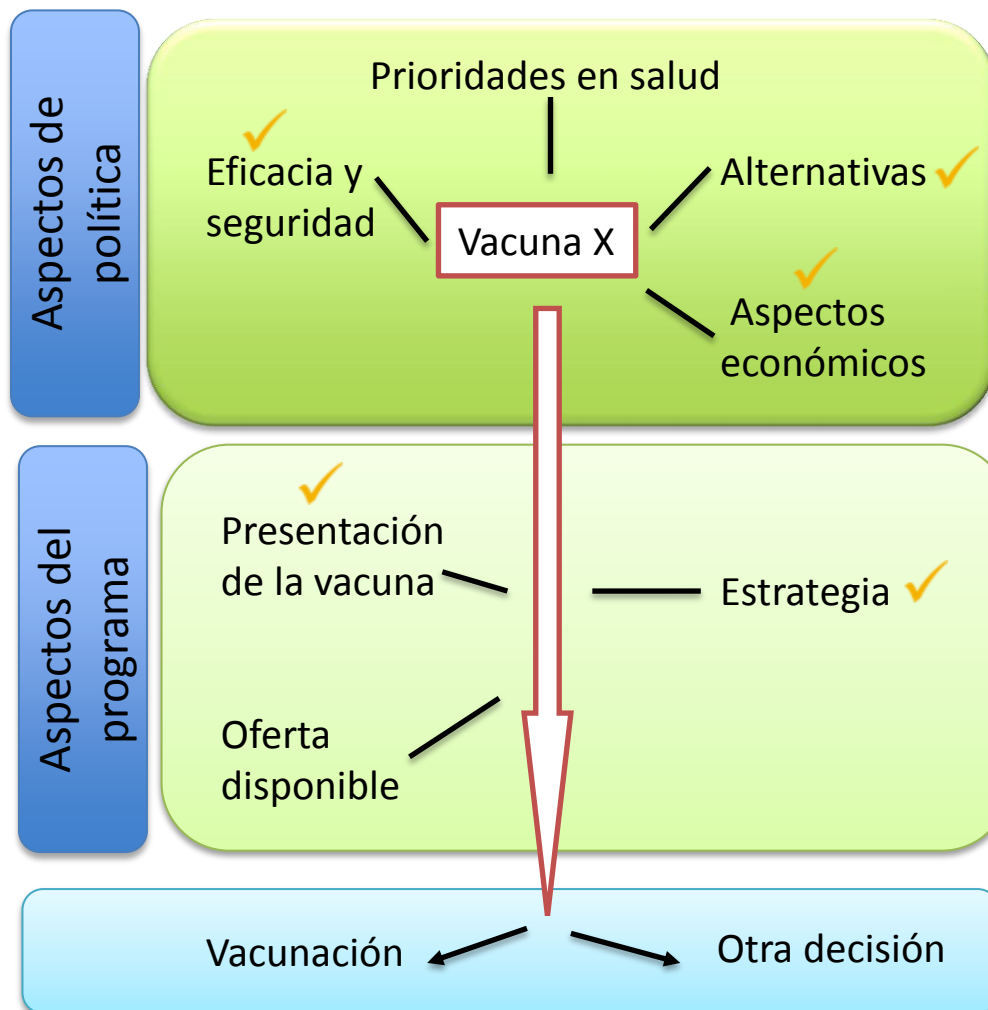 Aspectos de
política
Prioridades en salud
Eficacia y
seguridad
Alternativas
Vacuna X
Aspectos
económicos
Aspectos del
programa
Presentación
de la vacuna
Estrategia
Oferta
disponible
Vacunación
Otra decisión